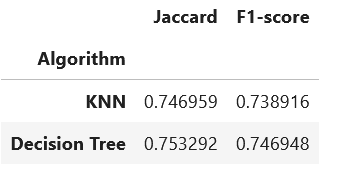 Jaccard F1-score
Algorithm
KNN 0.746959 0.738916
Decision Tree 0.753292 0.746948